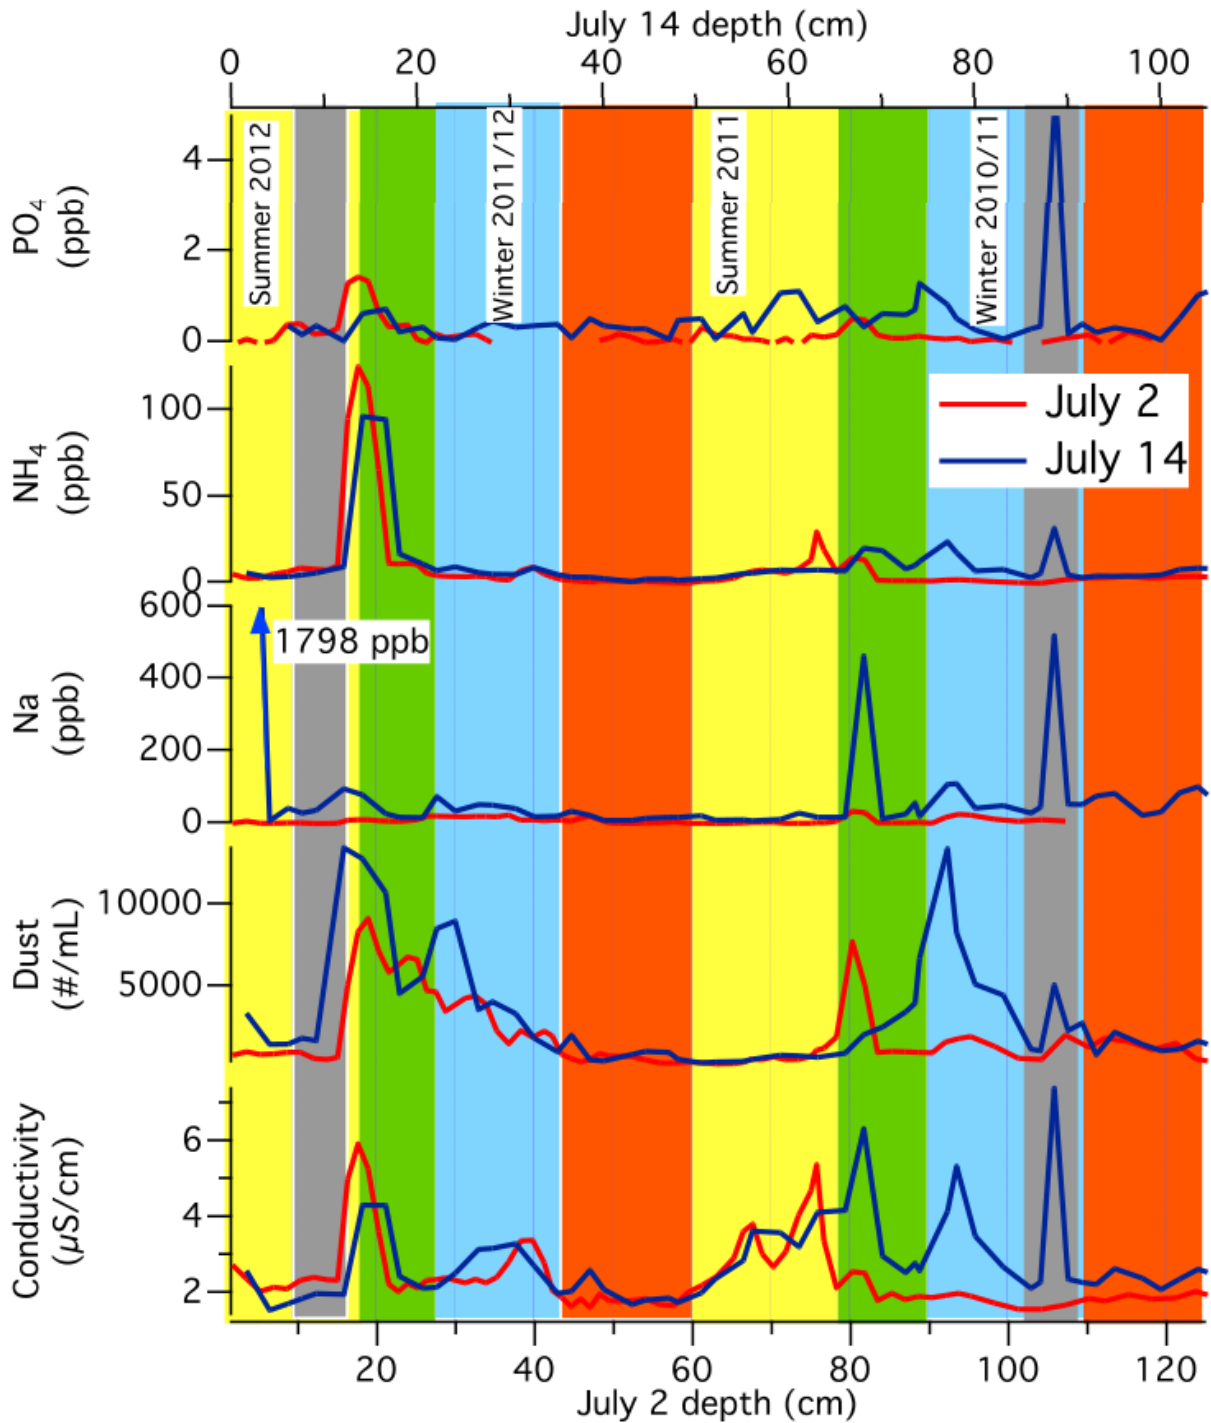 July 14 depth (cm)
0 20 40 60 80 100
Summer 2012
Winter 2011/12
Summer 2011
Winter 2010/11
PO4
(ppb)
4
2
0
July 2
July 14
NH4
(ppb)
100
50
0
Na
(ppb)
600
400
200
0
1798 ppb
Dust
(#/mL)
10000
5000
Conductivity
(µS/cm)
6
4
2
20 40 60 80 100 120
July 2 depth (cm)